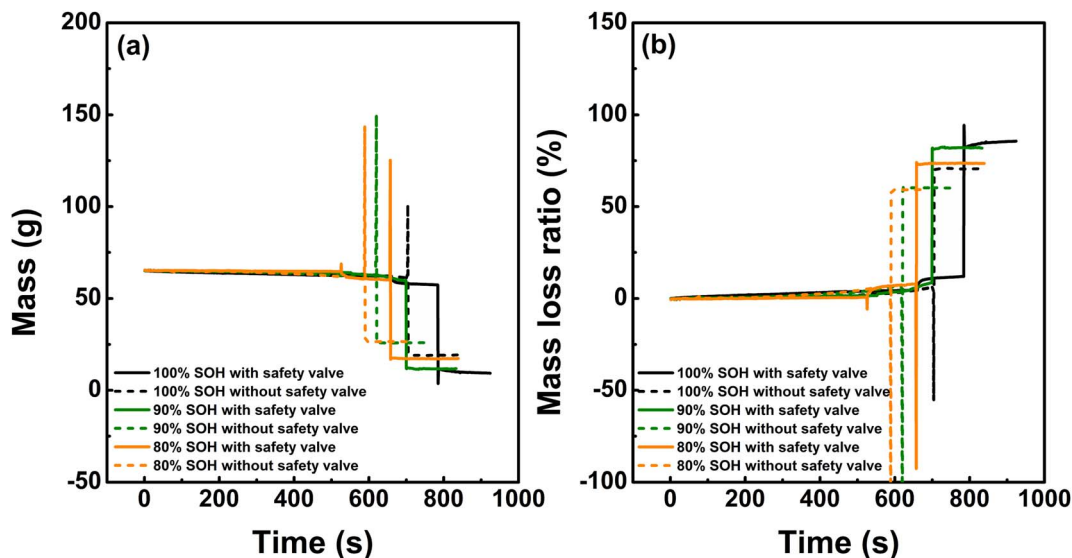 (a)
Mass (g)
200
150
100
50
0
-50
100% SOH with safety valve
100% SOH without safety valve
90% SOH with safety valve
90% SOH without safety valve
80% SOH with safety valve
80% SOH without safety valve
0 200 400 600 800 1000
Time (s)
(b)
Mass loss ratio (%)
150
100
50
0
-50
-100
100% SOH with safety valve
100% SOH without safety valve
90% SOH with safety valve
90% SOH without safety valve
80% SOH with safety valve
80% SOH without safety valve
0 200 400 600 800 1000
Time (s)